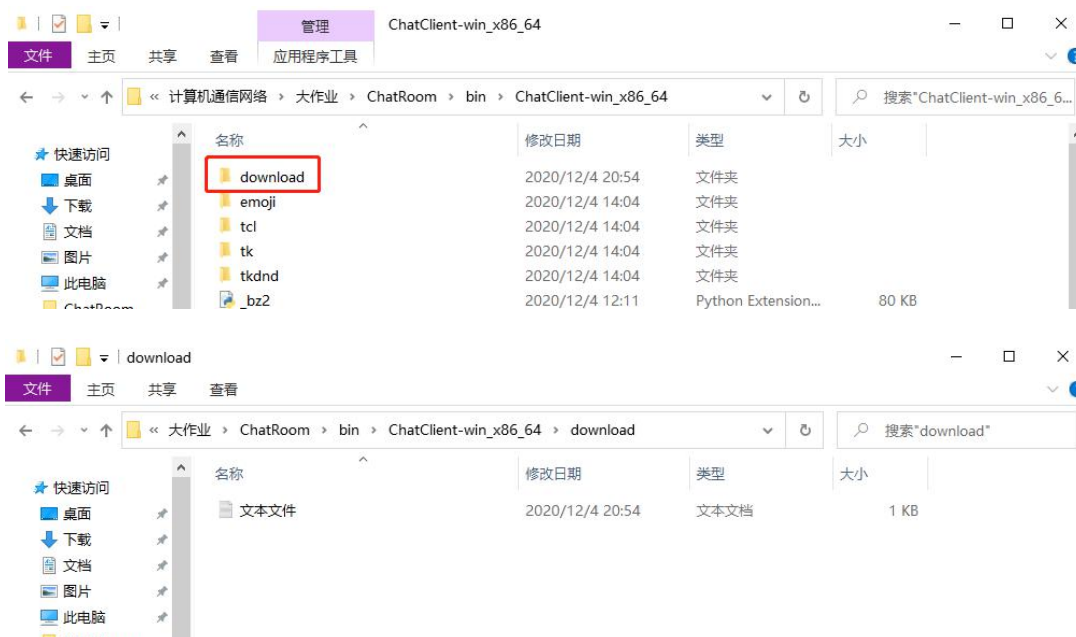 管理 ChatClient-win_x86_64
文件 主页 共享 查看 应用程序工具
« 计算机通信网络 › 大作业 › ChatRoom › bin › ChatClient-win_x86_64 搜索"ChatClient-win_x86_6...
名称 修改日期 类型 大小
快速访问
download 2020/12/4 20:54 文件夹
桌面
emoji 2020/12/4 14:04 文件夹
下载
tcl 2020/12/4 14:04 文件夹
文档
tk 2020/12/4 14:04 文件夹
图片
tkdnd 2020/12/4 14:04 文件夹
此电脑
_bz2 2020/12/4 12:11 Python Extension... 80 KB
ChatRoom
download
文件 主页 共享 查看
« 大作业 › ChatRoom › bin › ChatClient-win_x86_64 › download 搜索"download"
名称 修改日期 类型 大小
快速访问
文本文件 2020/12/4 20:54 文本文档 1 KB
桌面
下载
文档
图片
此电脑